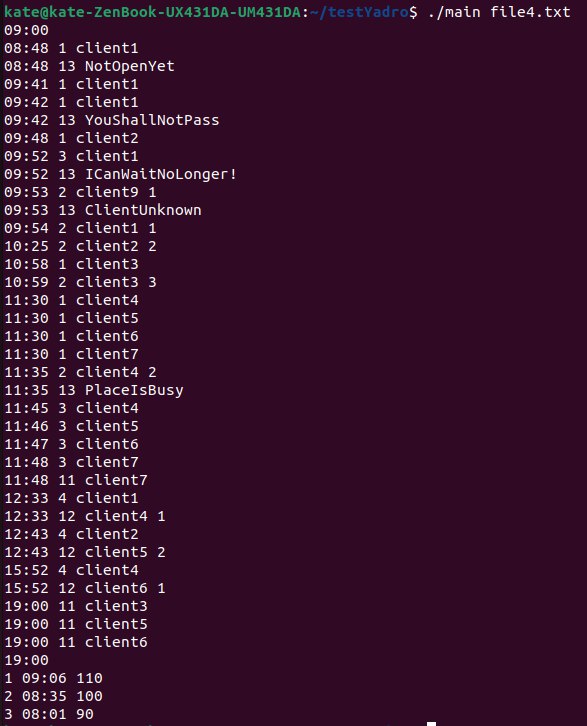 kate@kate-ZenBook-UX431DA-UM431DA:~/testYadro$ ./main file4.txt
09:00
08:48 1 client1
08:48 13 NotOpenYet
09:41 1 client1
09:42 1 client1
09:42 13 YouShallNotPass
09:48 1 client2
09:52 3 client1
09:52 13 ICanWaitNoLonger!
09:53 2 client9 1
09:53 13 ClientUnknown
09:54 2 client1 1
10:25 2 client2 2
10:58 1 client3
10:59 2 client3 3
11:30 1 client4
11:30 1 client5
11:30 1 client6
11:30 1 client7
11:35 2 client4 2
11:35 13 PlaceIsBusy
11:45 3 client4
11:46 3 client5
11:47 3 client6
11:48 3 client7
11:48 11 client7
12:33 4 client1
12:33 12 client4 1
12:43 4 client2
12:43 12 client5 2
15:52 4 client4
15:52 12 client6 1
19:00 11 client3
19:00 11 client5
19:00 11 client6
19:00
1 09:06 110
2 08:35 100
3 08:01 90